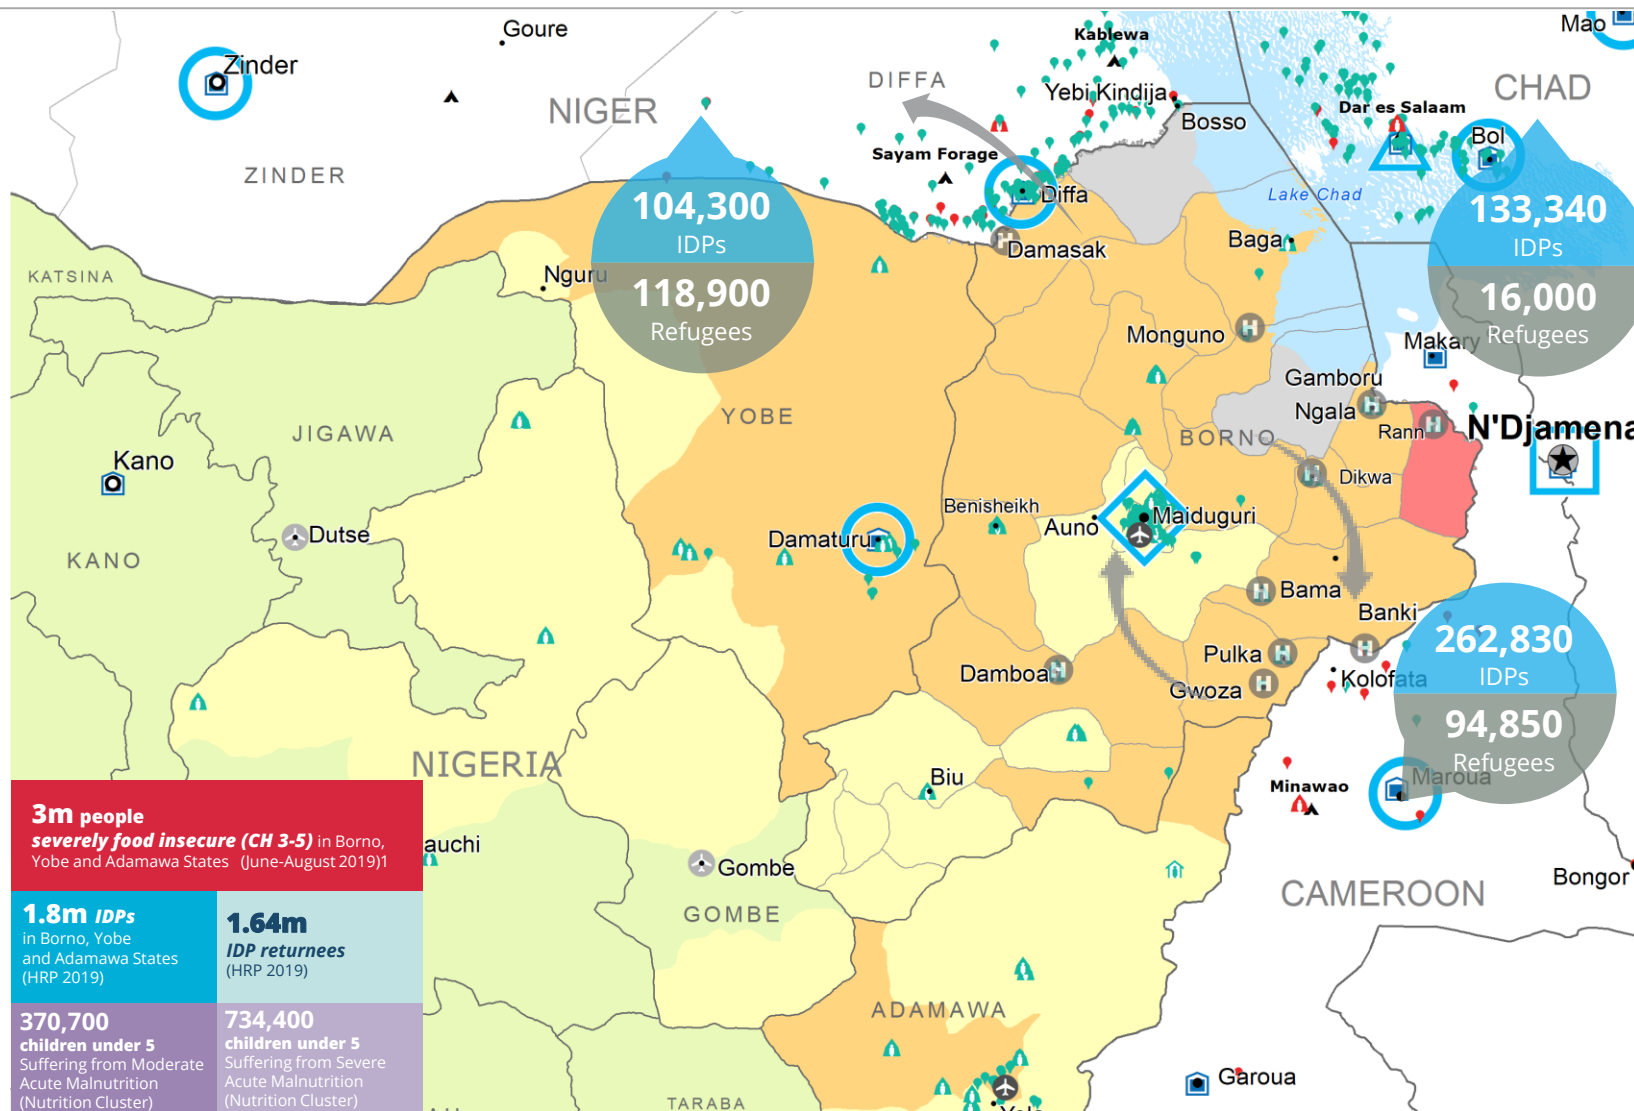 Goure
Mao
Kablewa
Zinder
DIFFA
CHAD
NIGER
Yebi Kindija
Dar es Salaam
Bosso
Bol
Sayam Forage
ZINDER
Lake Chad
Diffa
104,300
IDPs
118,900
Refugees
133,340
IDPs
16,000
Refugees
Baga
Damasak
KATSINA
Nguru
Monguno
Makary
Gamboru
Ngala
YOBE
JIGAWA
BORNO
Rann
N'Djamena
Kano
Dikwa
Benisheikh
Auno
Maiduguri
Dutse
Damaturu
KANO
Bama
Banki
262,830
IDPs
94,850
Refugees
Pulka
Damboa
Gwoza
Kolofata
NIGERIA
Biu
Minawao
Maroua
3m people
severely food insecure (CH 3-5) in Borno,
Yobe and Adamawa States (June-August 2019)1
auchi
Gombe
Bongor
CAMEROON
GOMBE
1.8m IDPs
in Borno, Yobe
and Adamawa States
(HRP 2019)
1.64m
IDP returnees
(HRP 2019)
ADAMAWA
370,700
children under 5
Suffering from Moderate
Acute Malnutrition
(Nutrition Cluster)
734,400
children under 5
Suffering from Severe
Acute Malnutrition
(Nutrition Cluster)
Garoua
TARABA